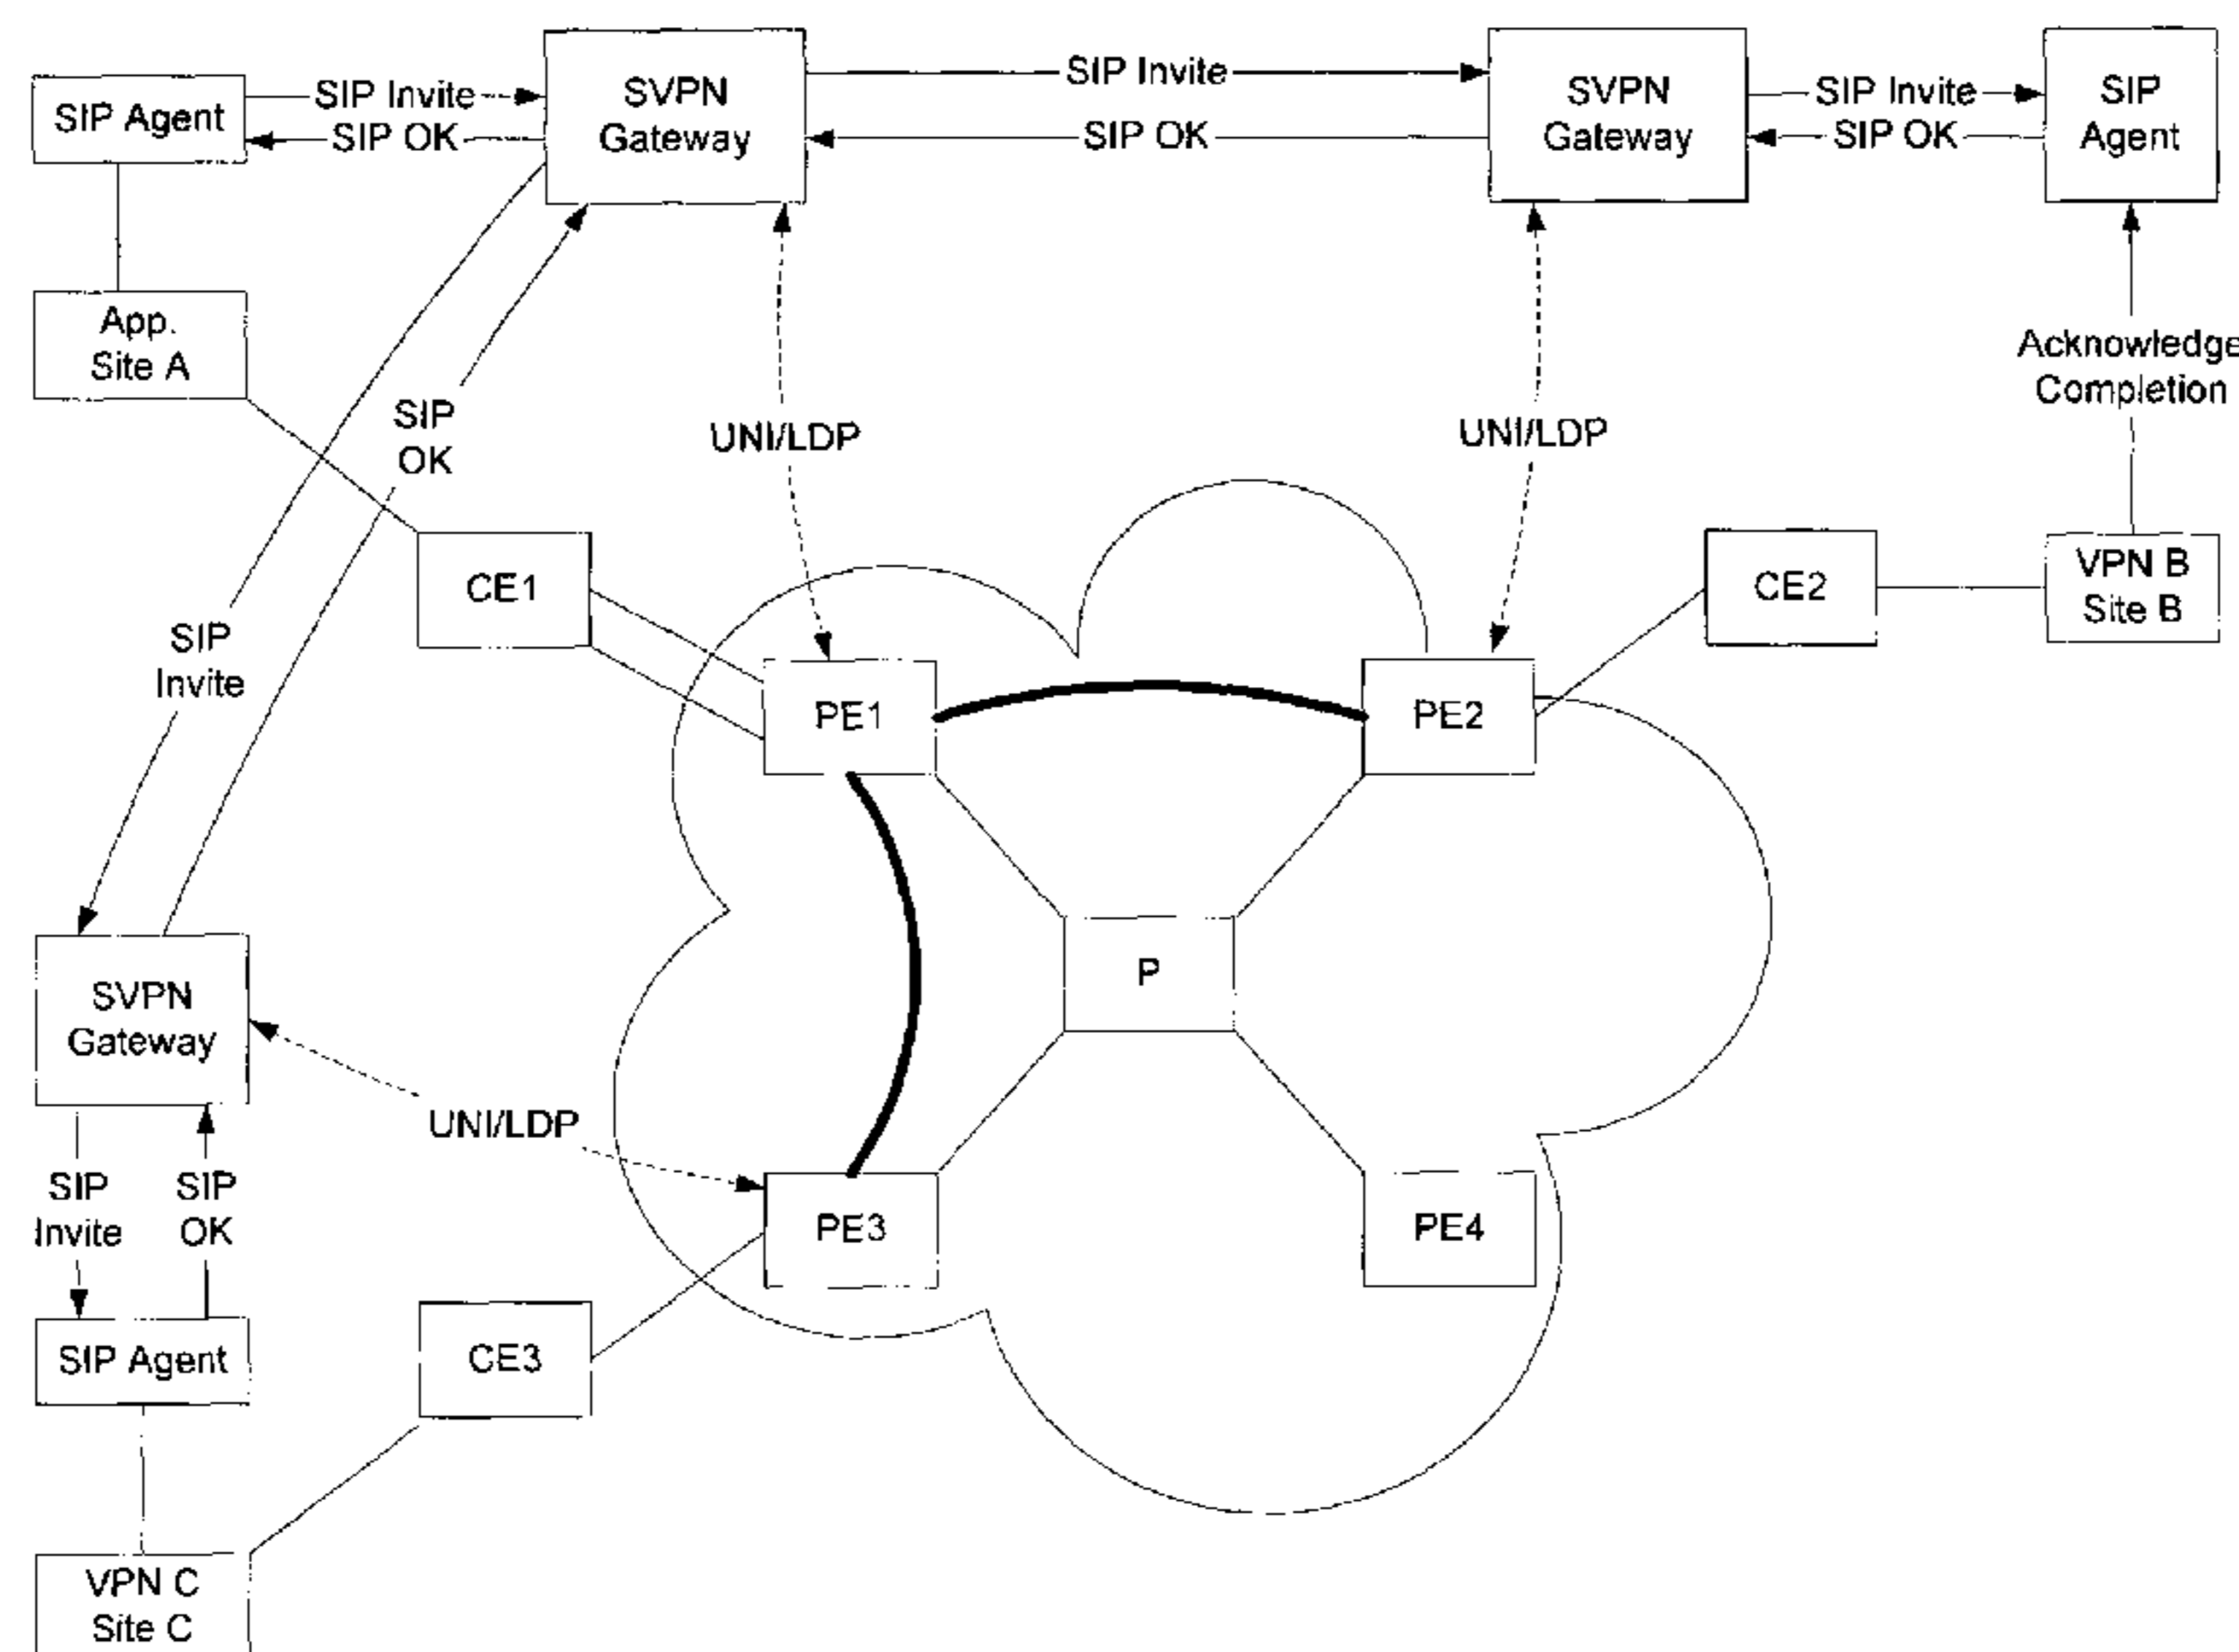 SIP Agent
SIP Invite
SIP OK
SVPN
Gateway
SIP Invite
SIP OK
SVPN
Gateway
SIP Invite
SIP OK
SIP
Agent
App.
Site A
SIP
OK
UNI/LDP
UNI/LDP
Acknowledge
Completion
CE1
CE2
VPN B
Site B
SIP
Invite
PE1
PE2
P
SVPN
Gateway
UNI/LDP
SIP
Invite
SIP
OK
PE3
PE4
SIP Agent
CE3
VPN C
Site C